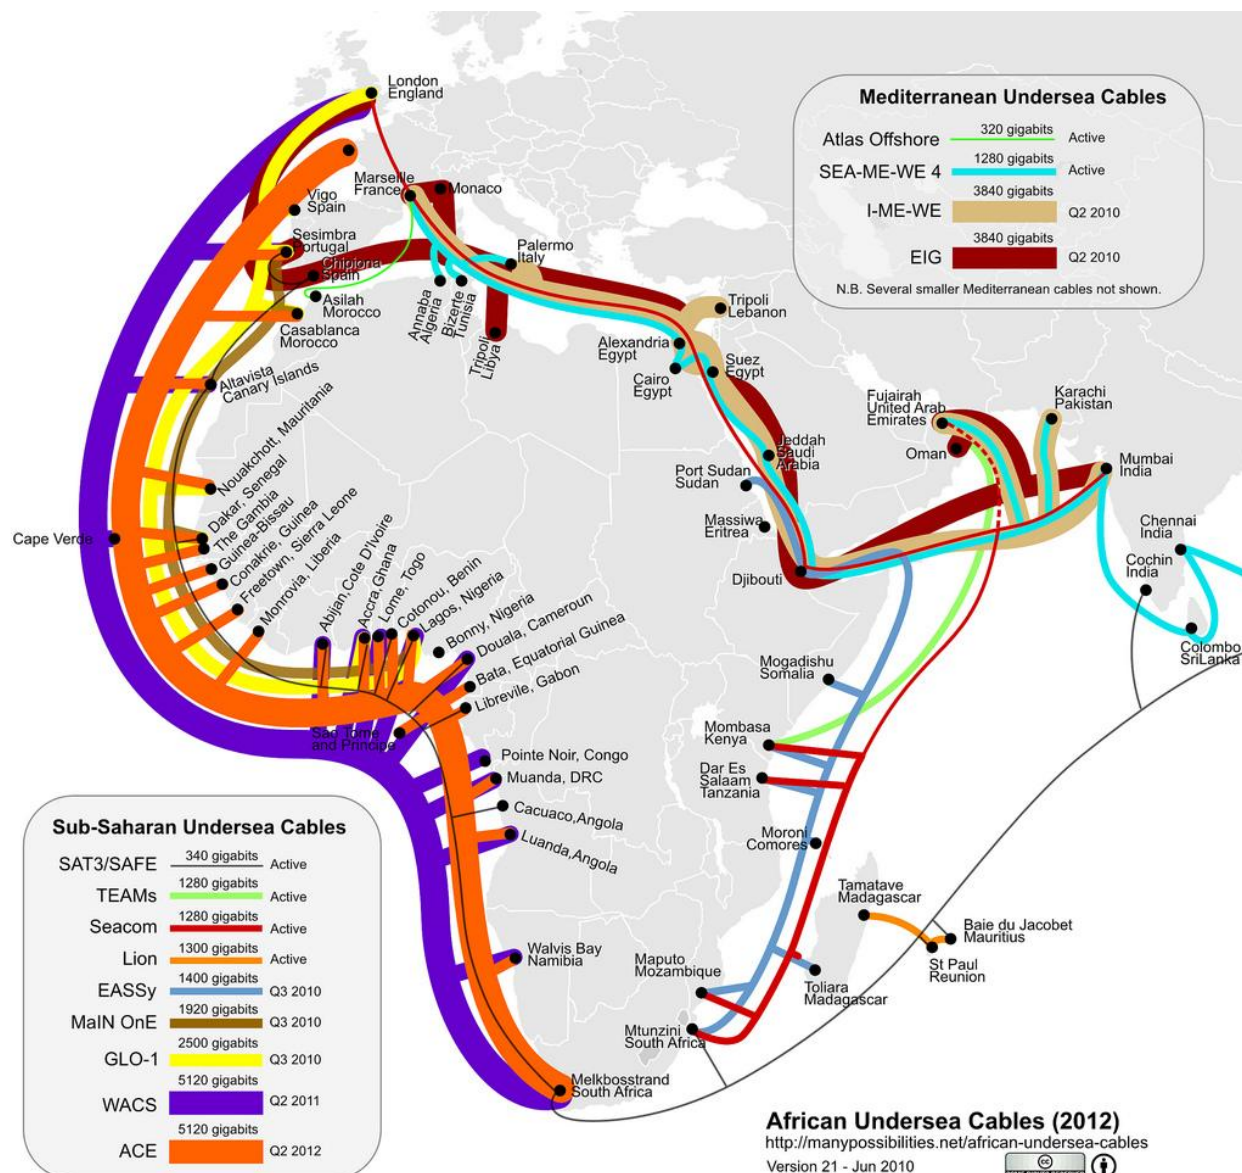 London
England
Marseille
France
Monaco
Vigo
Spain
Sesimbra
Portugal
Chipiona
Spain
Asilah
Morocco
Casablanca
Morocco
Altavista
Canary Islands
Palermo
Italy
Annaba
Algeria
Bizerte
Tunisia
Tripoli
Libya
Tripoli
Lebanon
Alexandria
Egypt
Cairo
Egypt
Suez
Egypt
Jeddah
Saudi
Arabia
Port Sudan
Sudan
Massiwa
Eritrea
Djibouti
Fujairah
United Arab
Emirates
Oman
Karachi
Pakistan
Mumbai
India
Chennai
India
Cochin
India
Colombo
SriLanka
Mediterranean Undersea Cables
Atlas Offshore 320 gigabits Active
SEA-ME-WE 4 1280 gigabits Active
I-ME-WE 3840 gigabits Q2 2010
EIG 3840 gigabits Q2 2010
N.B. Several smaller Mediterranean cables not shown.
Cape Verde
Nouakchott, Mauritania
Dakar, Senegal
The Gambia
Guinea-Bissau
Conakrie, Guinea
Freetown, Sierra Leone
Monrovia, Liberia
Abijan,Cote D'Ivoire
Accra,Ghana
Lome, Togo
Cotonou, Benin
Lagos, Nigeria
Bonny, Nigeria
Douala, Cameroun
Bata, Equatorial Guinea
Librevile, Gabon
Sao Tome
and Principe
Pointe Noir, Congo
Muanda, DRC
Cacuaco,Angola
Luanda,Angola
Walvis Bay
Namibia
Melkbosstrand
South Africa
Mogadishu
Somalia
Mombasa
Kenya
Dar Es
Salaam
Tanzania
Moroni
Comores
Tamatave
Madagascar
Baie du Jacobet
Mauritius
St Paul
Reunion
Toliara
Madagascar
Maputo
Mozambique
Mtunzini
South Africa
Sub-Saharan Undersea Cables
SAT3/SAFE 340 gigabits Active
TEAMs 1280 gigabits Active
Seacom 1280 gigabits Active
Lion 1300 gigabits Active
EASSy 1400 gigabits Q3 2010
MaIN OnE 1920 gigabits Q3 2010
GLO-1 2500 gigabits Q3 2010
WACS 5120 gigabits Q2 2011
ACE 5120 gigabits Q2 2012
African Undersea Cables (2012)
http://manypossibilities.net/african-undersea-cables
Version 21 - Jun 2010
cc